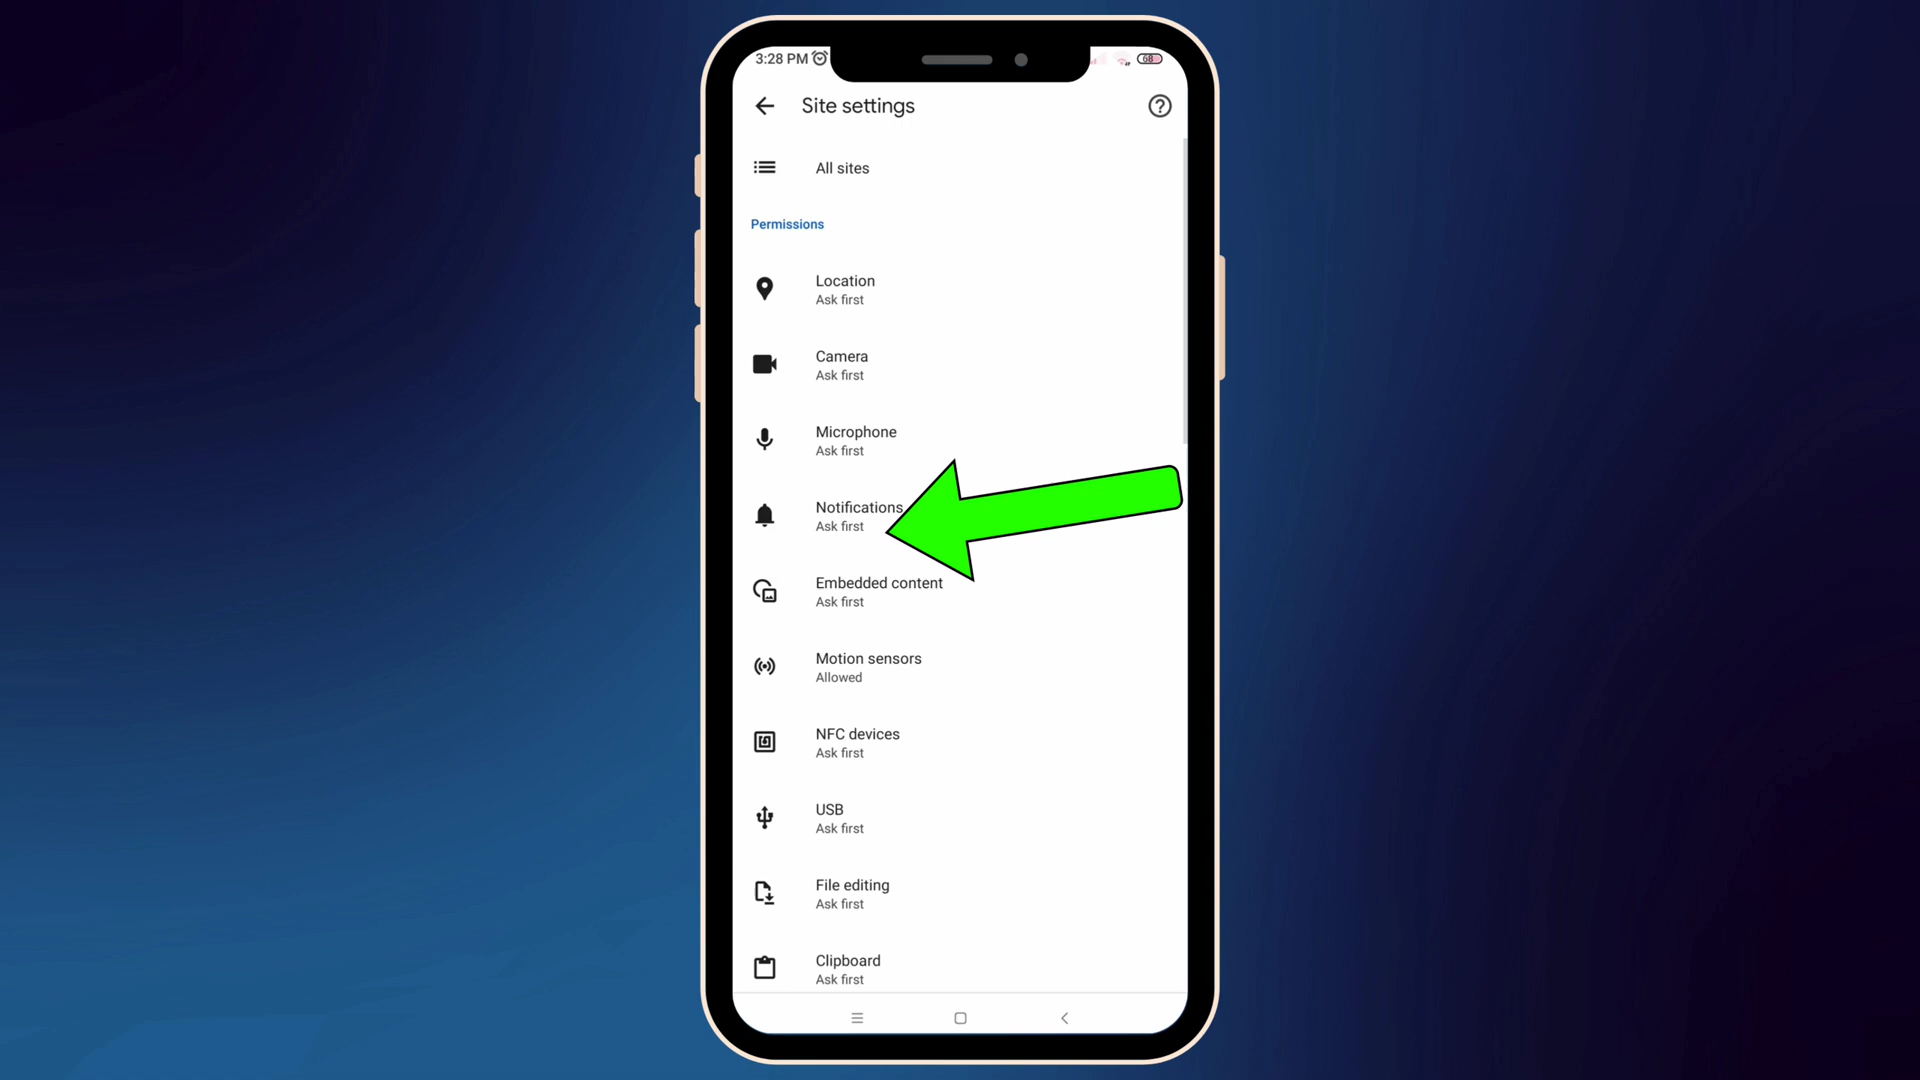 3:28 PM
68
Site settings
All sites
Permissions
Location
Ask first
Camera
Ask first
Microphone
Ask first
Notifications
Ask first
Embedded content
Ask first
Motion sensors
Allowed
NFC devices
Ask first
USB
Ask first
File editing
Ask first
Clipboard
Ask first